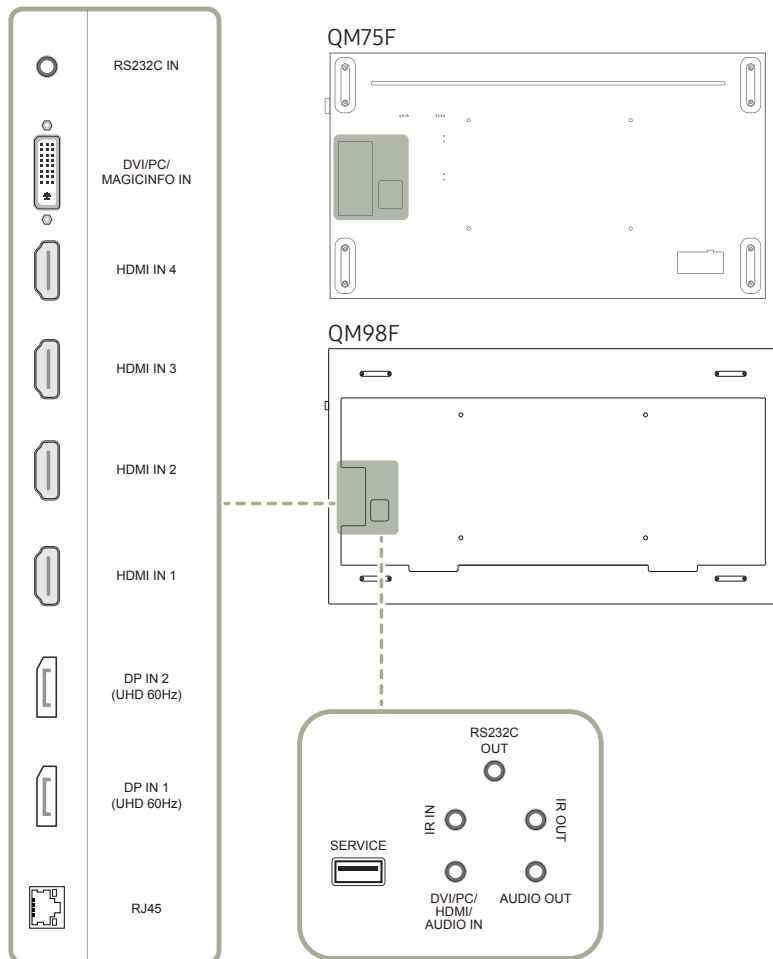 RS232C IN
DVI/PC/
MAGICINFO IN
HDMI IN 4
HDMI IN 3
HDMI IN 2
HDMI IN 1
DP IN 2
(UHD 60Hz)
DP IN 1
(UHD 60Hz)
RJ45
QM75F
QM98F
RS232C
OUT
IR IN
IR OUT
SERVICE
DVI/PC/
HDMI/
AUDIO IN
AUDIO OUT